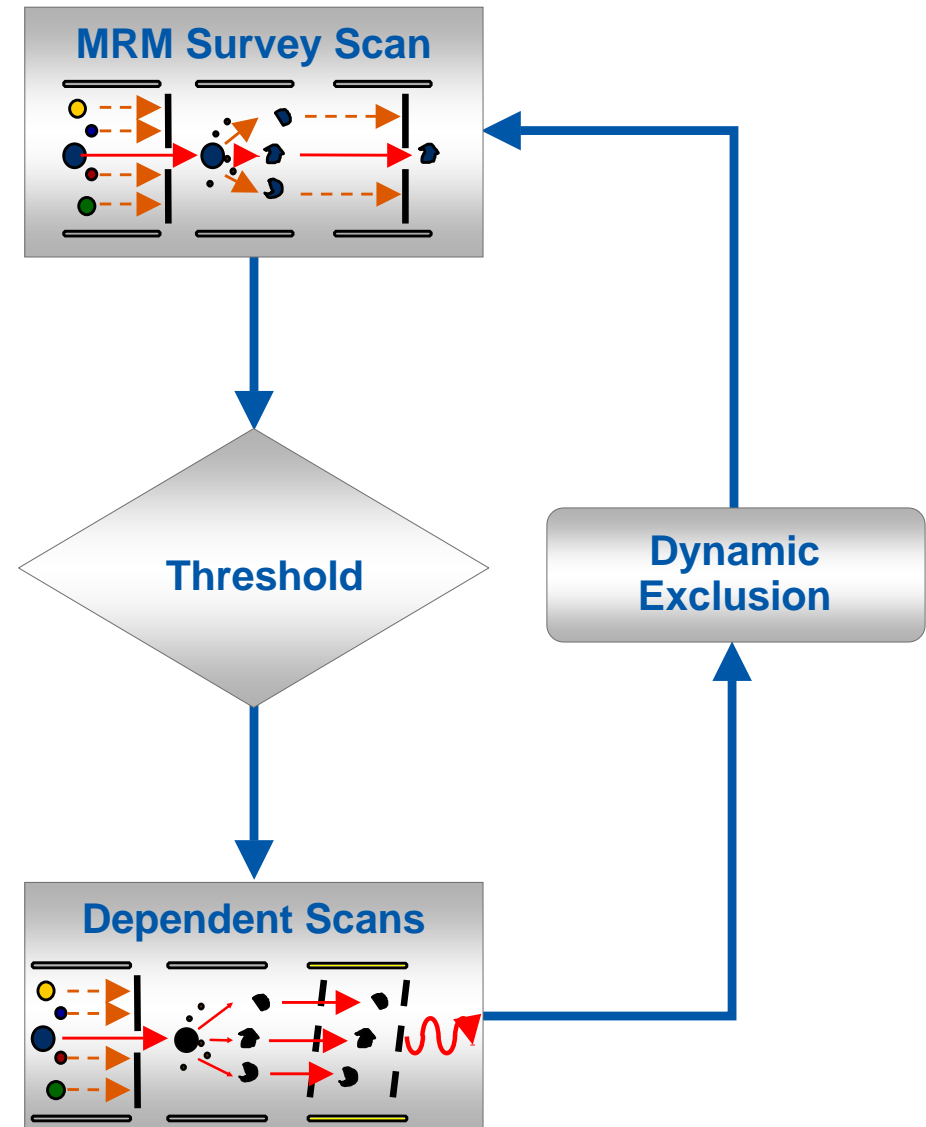 MRM Survey Scan
Threshold
Dynamic
Exclusion
Dependent Scans